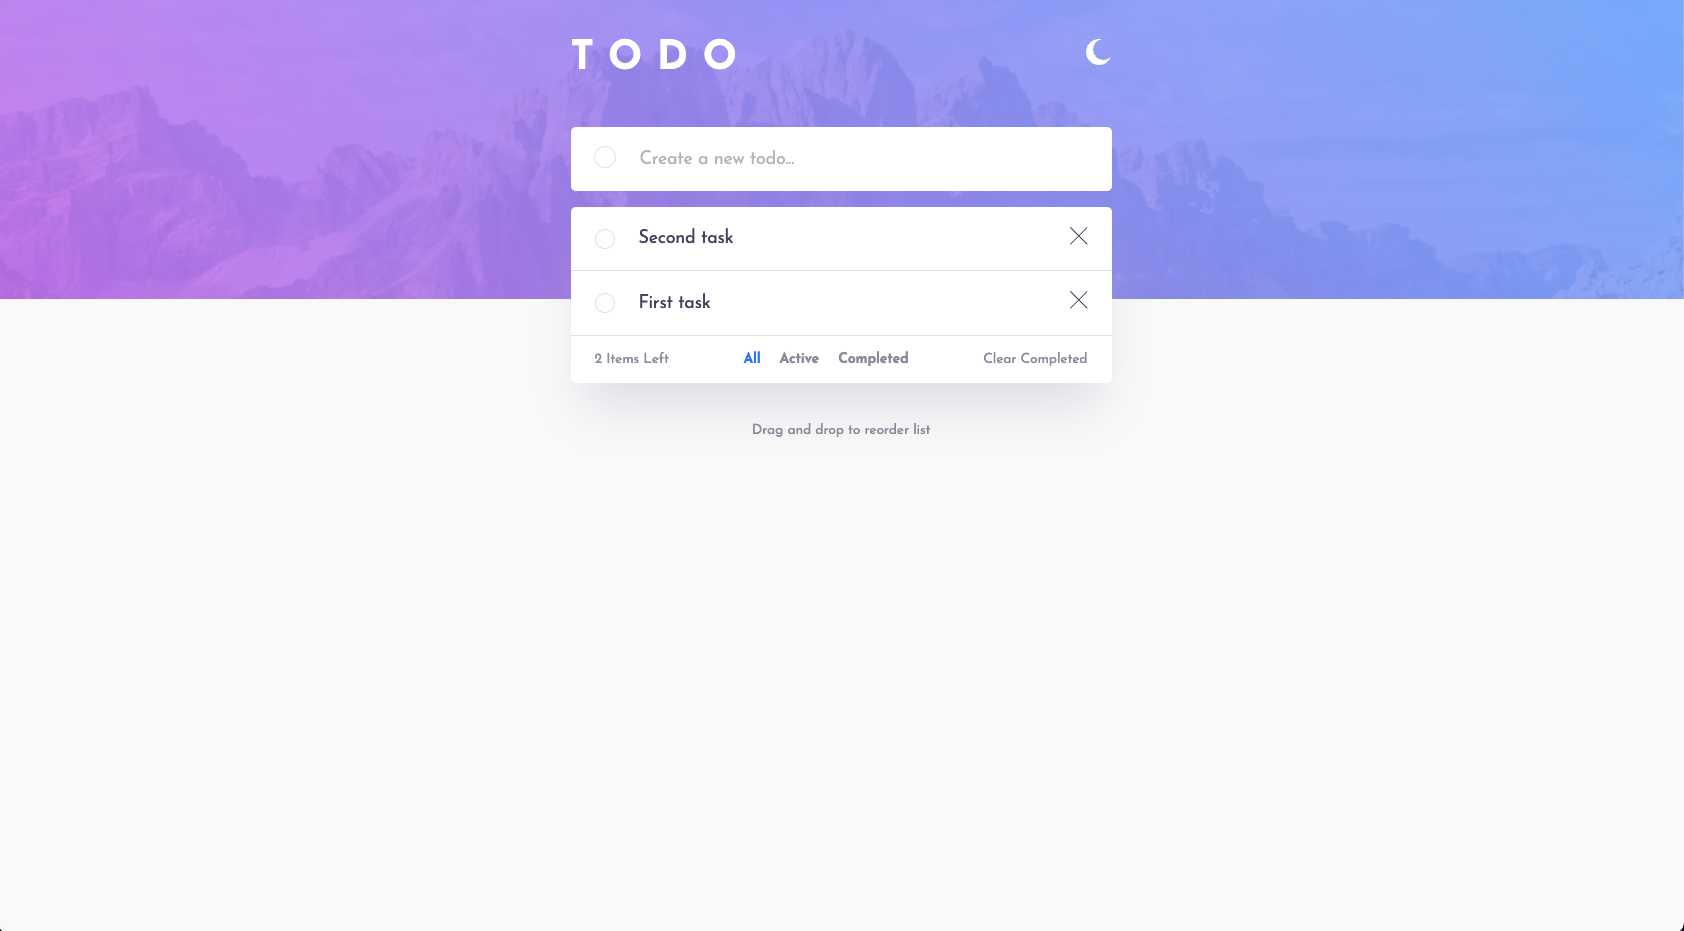 TODO
Create a new todo...
Second task
First task
2 Items Left All Active Completed Clear Completed
Drag and drop to reorder list